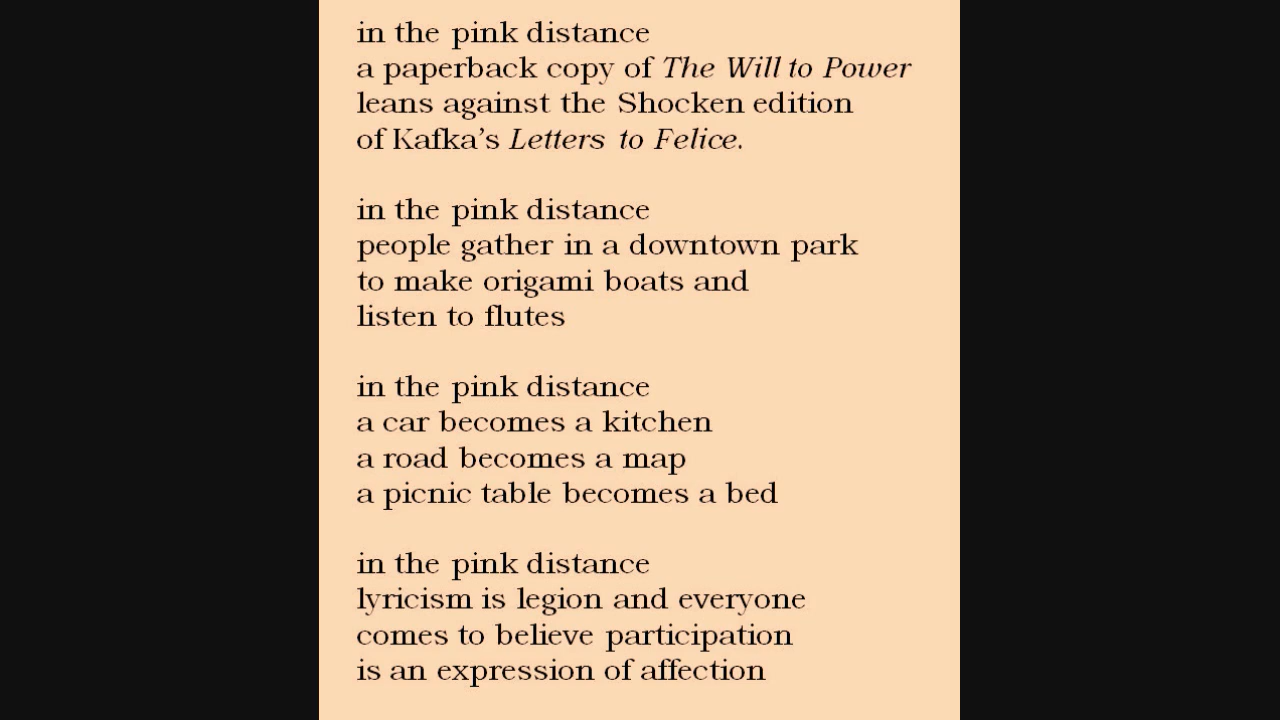 in the pink distance
a paperback copy of The Will to Power
leans against the Shocken edition
of Kafka’s Letters to Felice.
in the pink distance
people gather in a downtown park
to make origami boats and
listen to flutes
in the pink distance
a car becomes a kitchen
a road becomes a map
a picnic table becomes a bed
in the pink distance
lyricism is legion and everyone
comes to believe participation
is an expression of affection